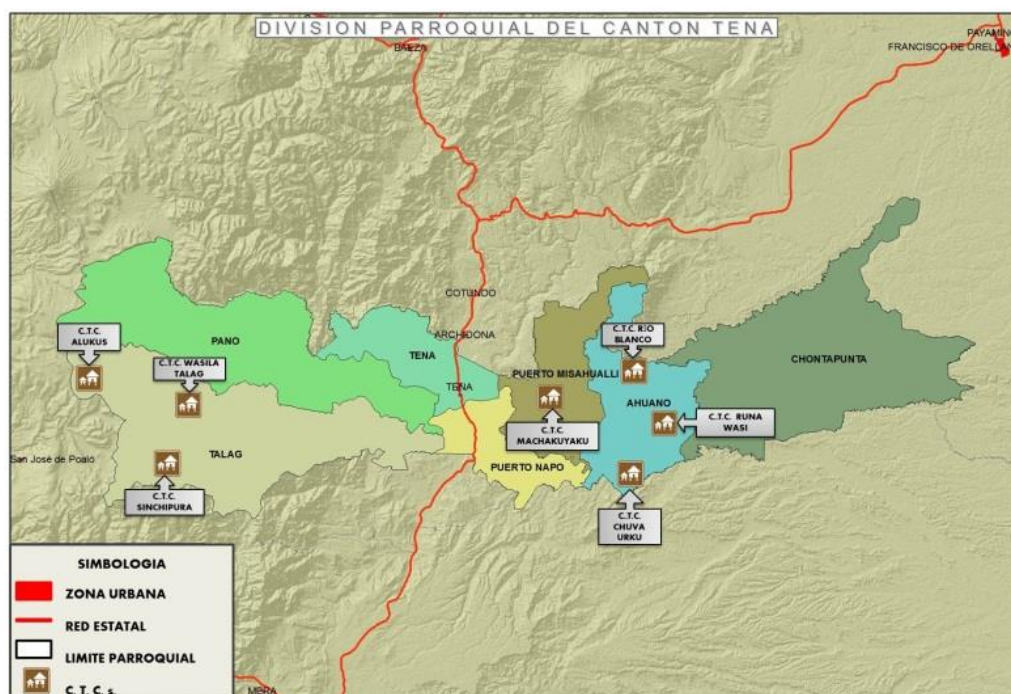 DIVISION PARROQUIAL DEL CANTON TENA
PAYAMINO
BAEZA
FRANCISCO DE ORELLAN
COTUNDO
ARCHIDONA
C.T.C.
ALUKUS
PANO
C.T.C. WASILA
TALAG
TENA
TENA
C.T.C. RÍO
BLANCO
PUERTO MISAHUALLI
CHONTAPUNTA
AHUANO
C.T.C. RUNA
WASI
C.T.C.
MACHAKUYAKU
San José de Poaló
TALAG
PUERTO NAPO
C.T.C.
SINCHIPURA
C.T.C.
CHUVA
URKU
SIMBOLOGIA
ZONA URBANA
RED ESTATAL
LIMITE PARROQUIAL
C.T.C.s.
MERA